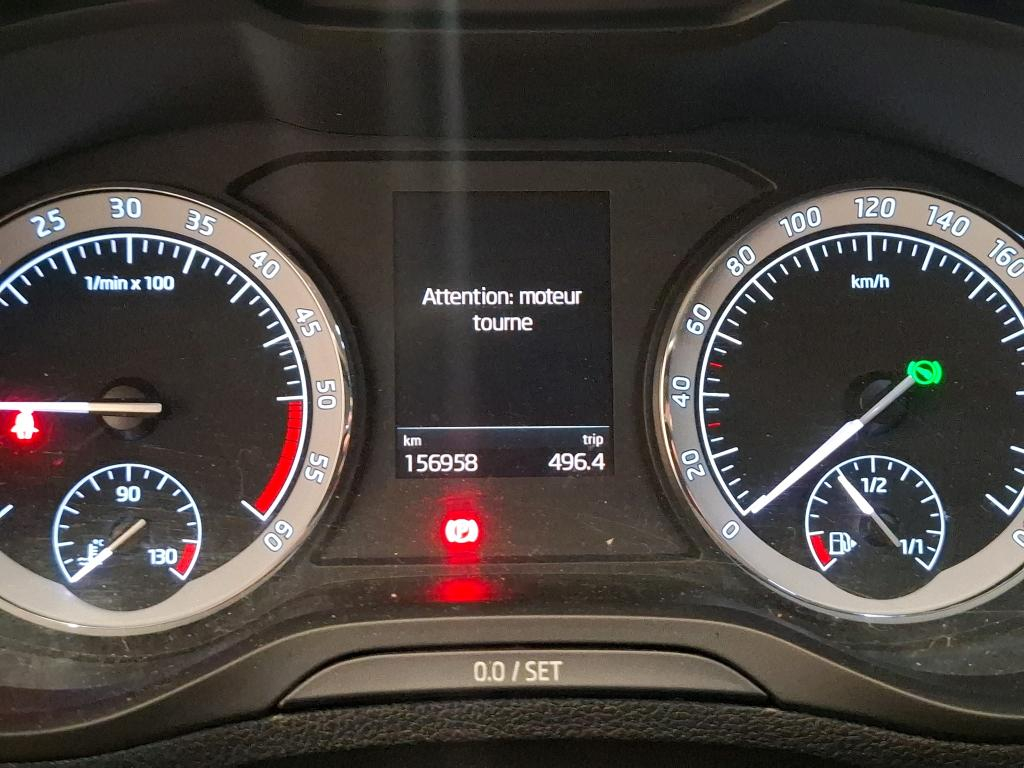 25 30 35 40 45 50 55 60
1/min x 100
90
130
°C
Attention: moteur
tourne
km trip
156958 496.4
P
0.0 / SET
0 20 40 60 80 100 120 140 160
km/h
1/2
1/1